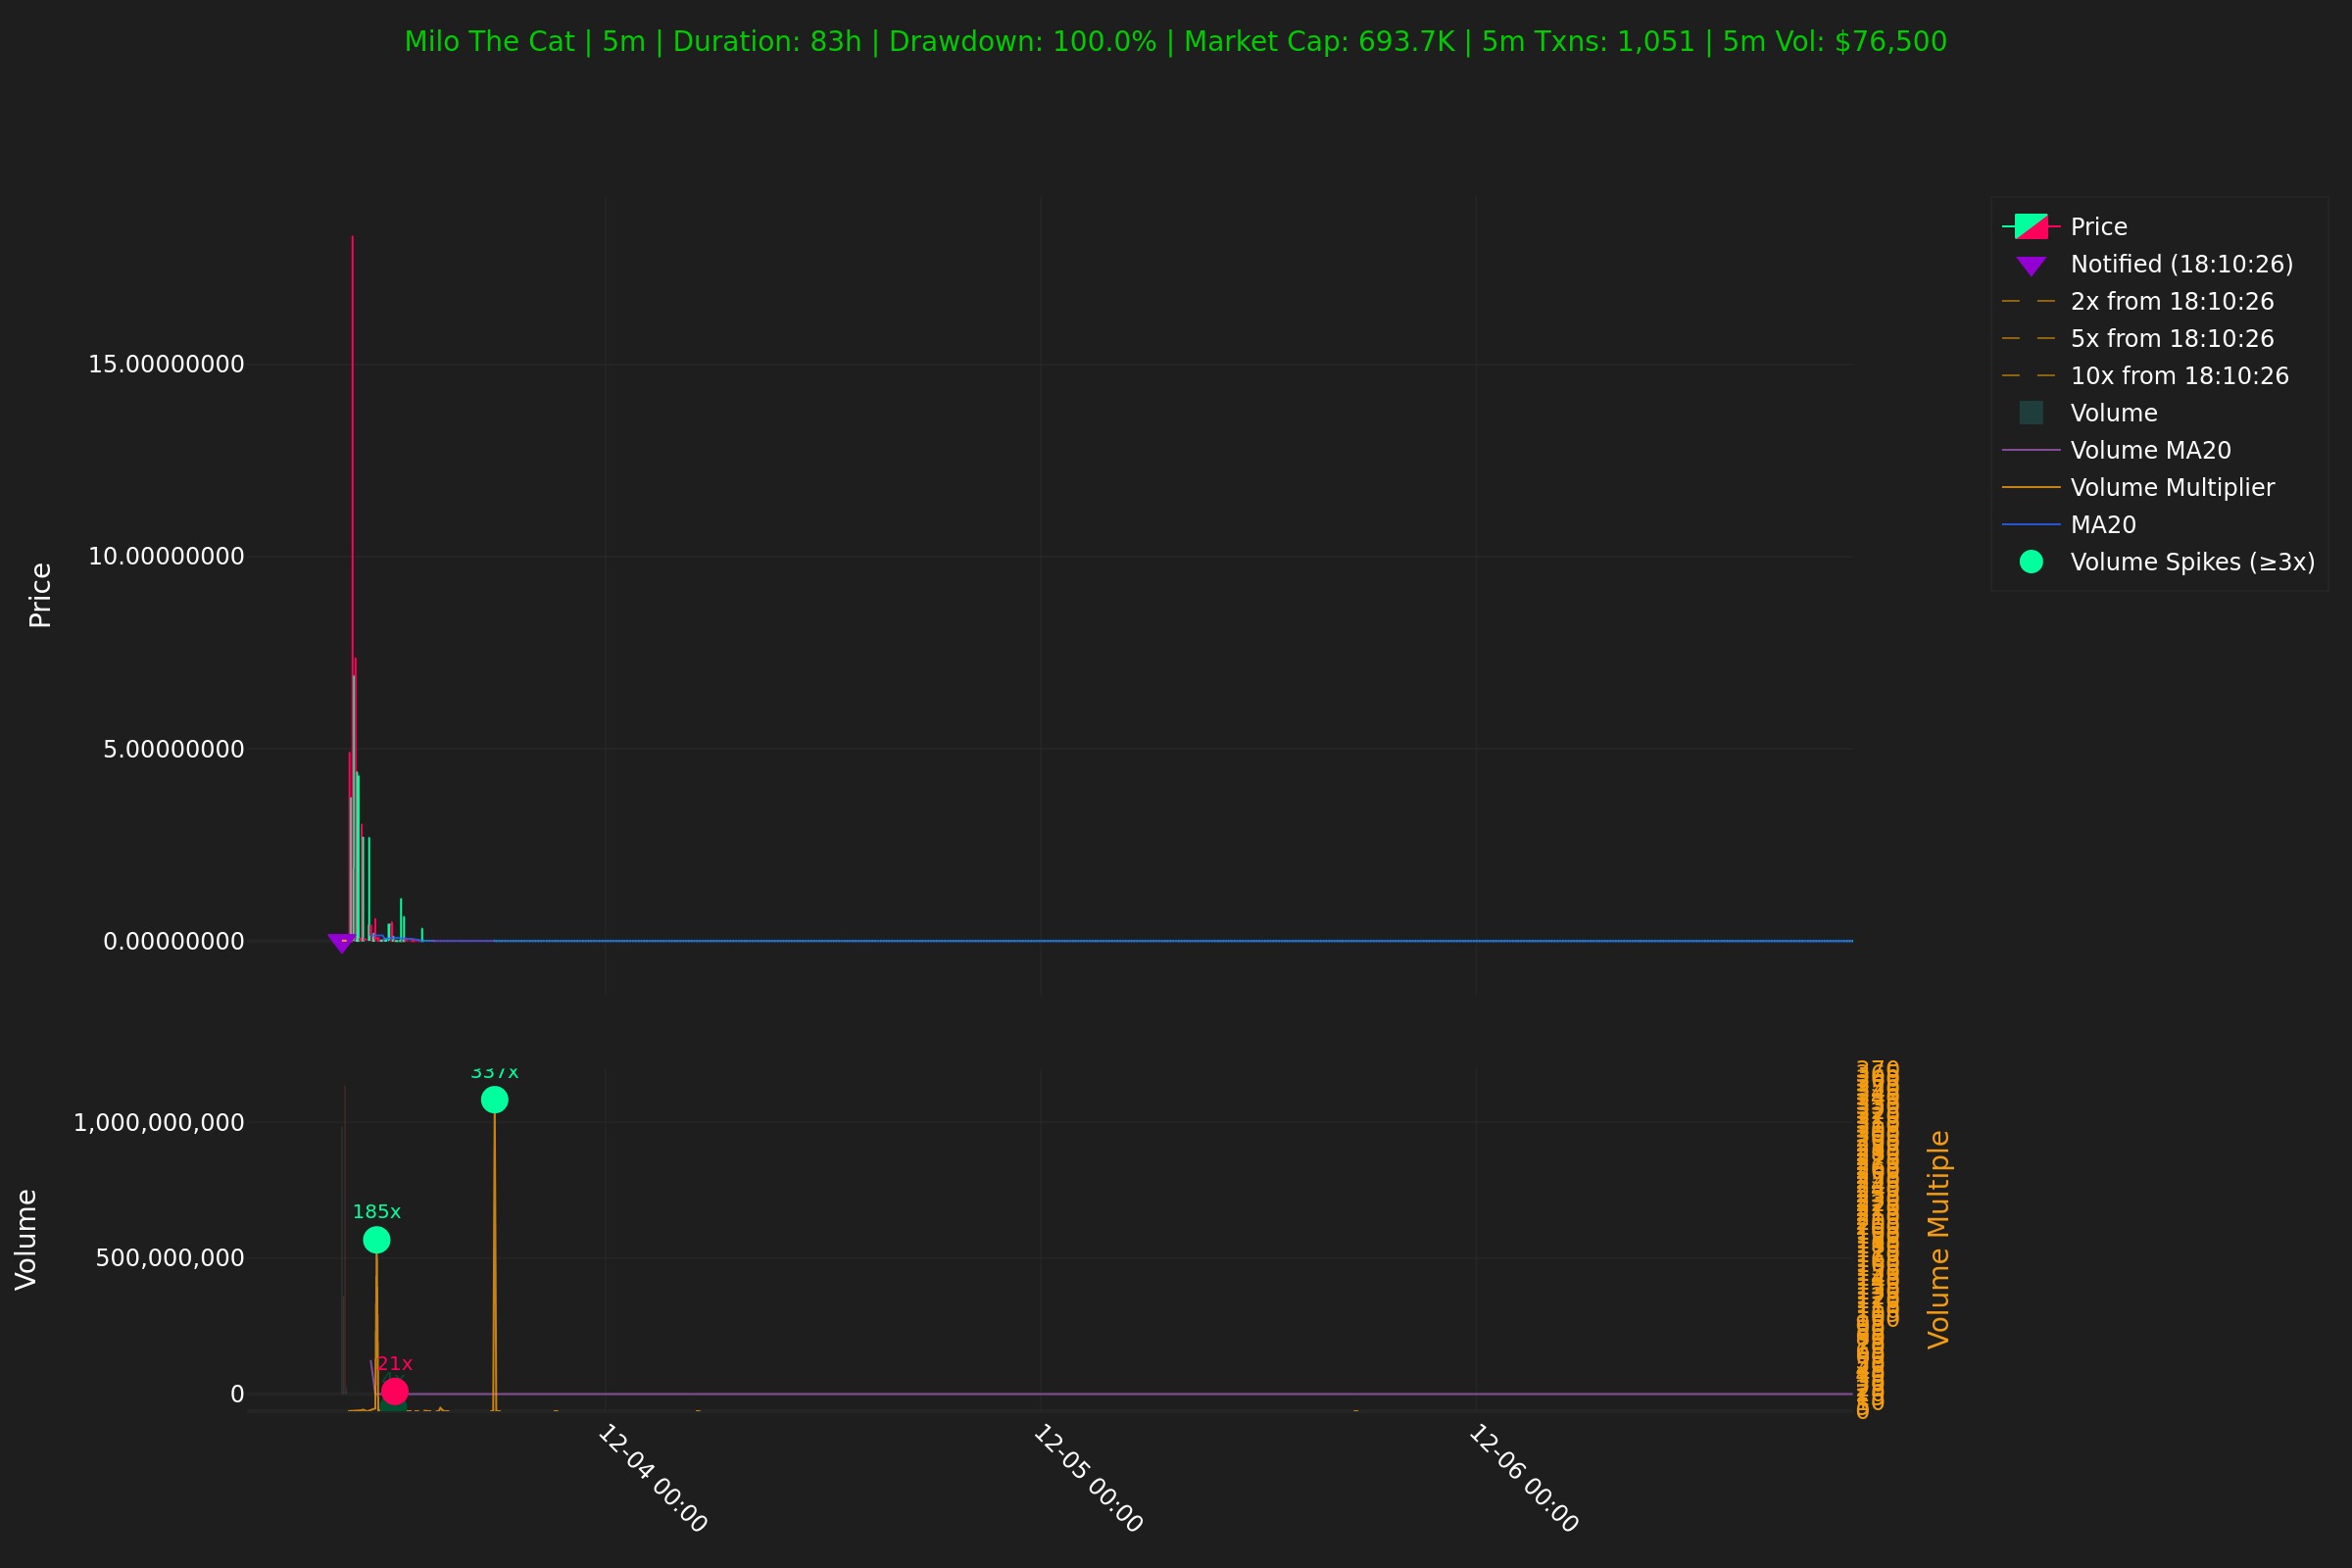 Milo The Cat | 5m | Duration: 83h | Drawdown: 100.0% | Market Cap: 693.7K | 5m Txns: 1,051 | 5m Vol: $76,500
Price
15.00000000
10.00000000
5.00000000
0.00000000
Price
Notified (18:10:26)
2x from 18:10:26
5x from 18:10:26
10x from 18:10:26
Volume
Volume MA20
Volume Multiplier
MA20
Volume Spikes (≥3x)
Volume
1,000,000,000
500,000,000
0
337x
185x
21x
Volume Multiple
12-04 00:00
12-05 00:00
12-06 00:00